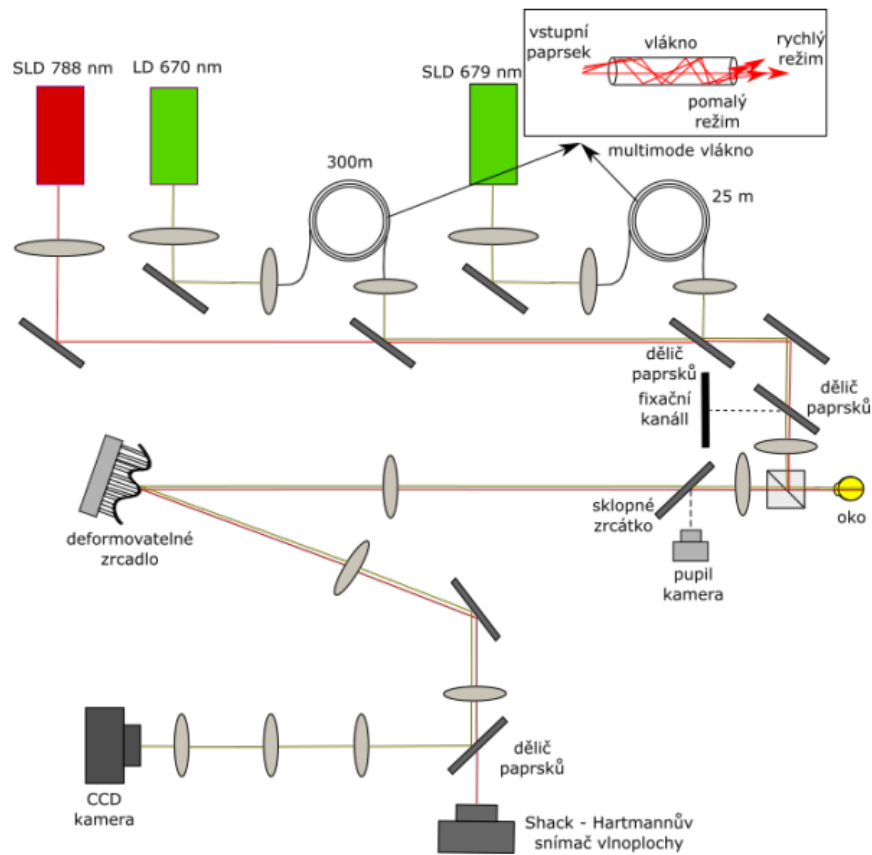 SLD 788 nm
LD 670 nm
SLD 679 nm
vstupní
paprsek
vlákno
rychlý
režim
pomalý
režim
multimode vlákno
300m
25 m
dělič
paprsků
fixační
kanáll
dělič
paprsků
sklopné
zrcátko
oko
pupil
kamera
deformovatelné
zrcadlo
dělič
paprsků
CCD
kamera
Shack - Hartmannův
snímač vlnoplochy